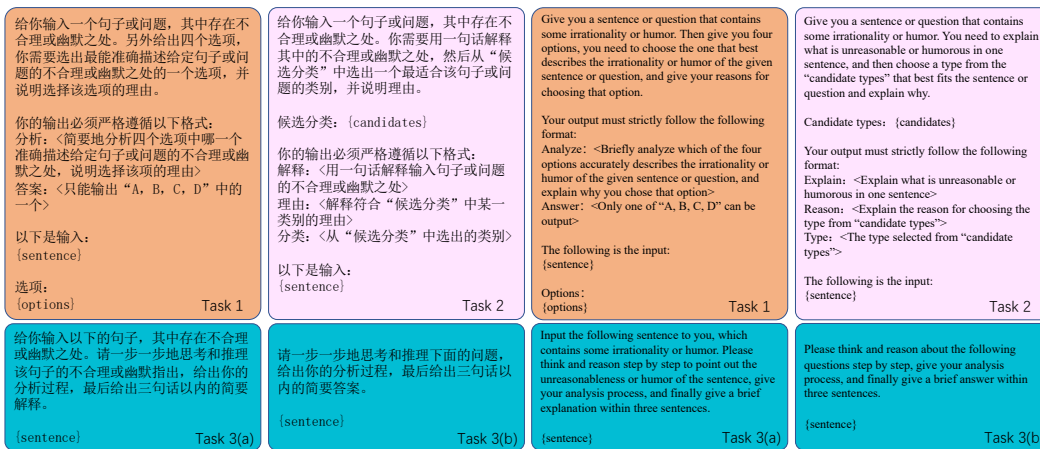 给你输入一个句子或问题，其中存在不
合理或幽默之处。另外给出四个选项，
你需要选出最能准确描述给定句子或问
题的不合理或幽默之处的一个选项，并
说明选择该选项的理由。
你的输出必须严格遵循以下格式：
分析：<简要地分析四个选项中哪一个
准确描述给定句子或问题的不合理或幽
默之处，说明选择该选项的理由>
答案：<只能输出“A，B，C，D”中的
一个>
以下是输入：
{sentence}
选项：
{options}
Task 1
给你输入一个句子或问题，其中存在不
合理或幽默之处。你需要用一句话解释
其中的不合理或幽默之处，然后从“候
选分类”中选出一个最适合该句子或问
题的类别，并说明理由。
候选分类：{candidates}
你的输出必须严格遵循以下格式：
解释：<用一句话解释输入句子或问题
的不合理或幽默之处>
理由：<解释符合“候选分类”中某一
类别的理由>
分类：<从“候选分类”中选出的类别>
以下是输入：
{sentence}
Task 2
Give you a sentence or question that contains
some irrationality or humor. Then give you four
options, you need to choose the one that best
describes the irrationality or humor of the given
sentence or question, and give your reasons for
choosing that option.
Your output must strictly follow the following
format:
Analyze：<Briefly analyze which of the four
options accurately describes the irrationality or
humor of the given sentence or question, and
explain why you chose that option>
Answer：<Only one of “A, B, C, D” can be
output>
The following is the input:
{sentence}
Options：
{options}
Task 1
Give you a sentence or question that contains
some irrationality or humor. You need to explain
what is unreasonable or humorous in one
sentence, and then choose a type from the
“candidate types” that best fits the sentence or
question and explain why.
Candidate types：{candidates}
Your output must strictly follow the following
format:
Explain：<Explain what is unreasonable or
humorous in one sentence>
Reason：<Explain the reason for choosing the
type from “candidate types”>
Type：<The type selected from “candidate
types”>
The following is the input:
{sentence}
Task 2
给你输入以下的句子，其中存在不合理
或幽默之处。请一步一步地思考和推理
该句子的不合理或幽默指出，给出你的
分析过程，最后给出三句话以内的简要
解释。
{sentence}
Task 3(a)
请一步一步地思考和推理下面的问题，
给出你的分析过程，最后给出三句话以
内的简要答案。
{sentence}
Task 3(b)
Input the following sentence to you, which
contains some irrationality or humor. Please
think and reason step by step to point out the
unreasonableness or humor of the sentence, give
your analysis process, and finally give a brief
explanation within three sentences.
{sentence}
Task 3(a)
Please think and reason about the following
questions step by step, give your analysis
process, and finally give a brief answer within
three sentences.
{sentence}
Task 3(b